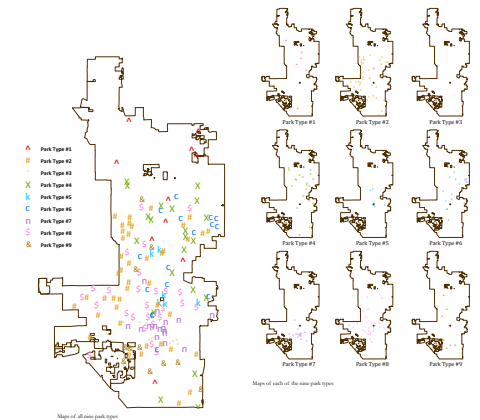 Park Type #1
Park Type #2
Park Type #3
Park Type #4
Park Type #5
Park Type #6
Park Type #7
Park Type #8
Park Type #9
Maps of all nine park types
Park Type #1
Park Type #2
Park Type #3
Park Type #4
Park Type #5
Park Type #6
Park Type #7
Park Type #8
Park Type #9
Maps of each of the nine park types